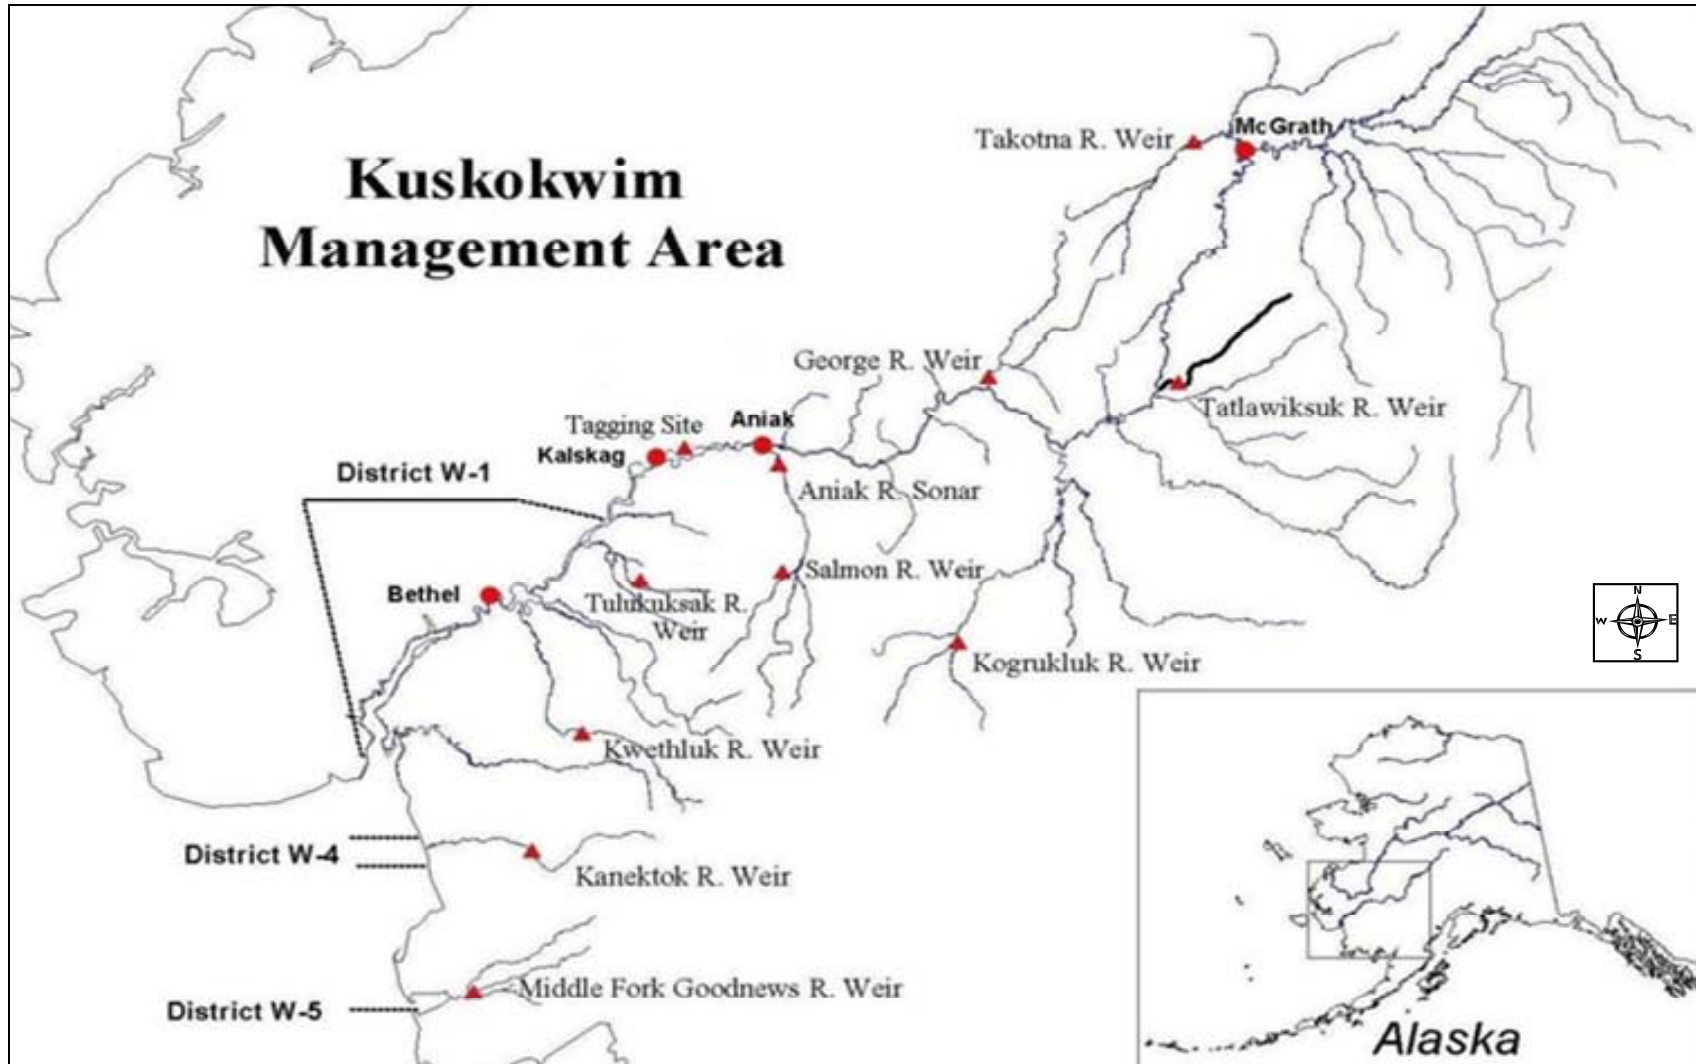 Kuskokwim
Management Area
Takotna R. Weir
McGrath
George R. Weir
Tatlawiksuk R. Weir
Tagging Site
Aniak
Kalskag
District W-1
Aniak R. Sonar
Bethel
Salmon R. Weir
Tulukuksak R.
Weir
Kogrukluk R. Weir
Kwethluk R. Weir
District W-4
Kanektok R. Weir
Middle Fork Goodnews R. Weir
District W-5
N
W
E
S
Alaska